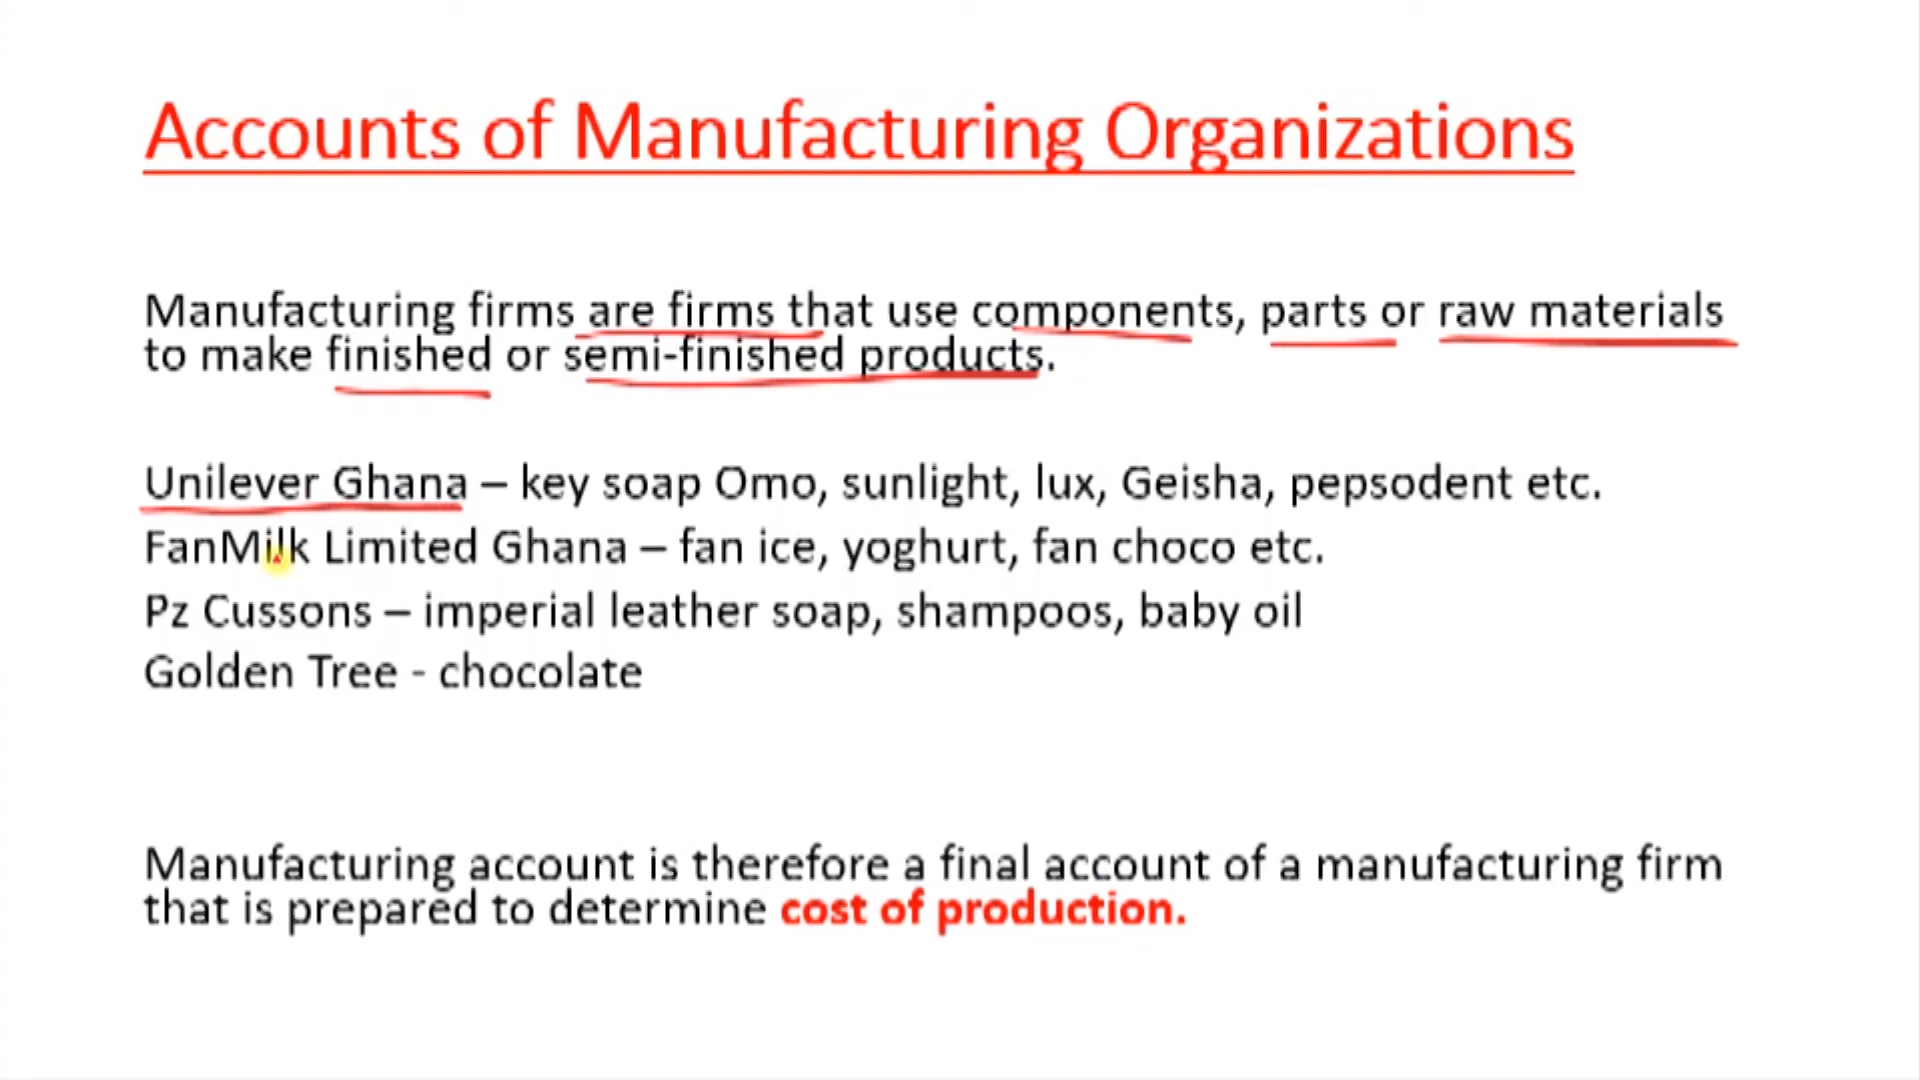 Accounts of Manufacturing Organizations
Manufacturing firms are firms that use components, parts or raw materials
to make finished or semi-finished products.
Unilever Ghana – key soap Omo, sunlight, lux, Geisha, pepsodent etc.
FanMilk Limited Ghana – fan ice, yoghurt, fan choco etc.
Pz Cussons – imperial leather soap, shampoos, baby oil
Golden Tree - chocolate
Manufacturing account is therefore a final account of a manufacturing firm
that is prepared to determine cost of production.